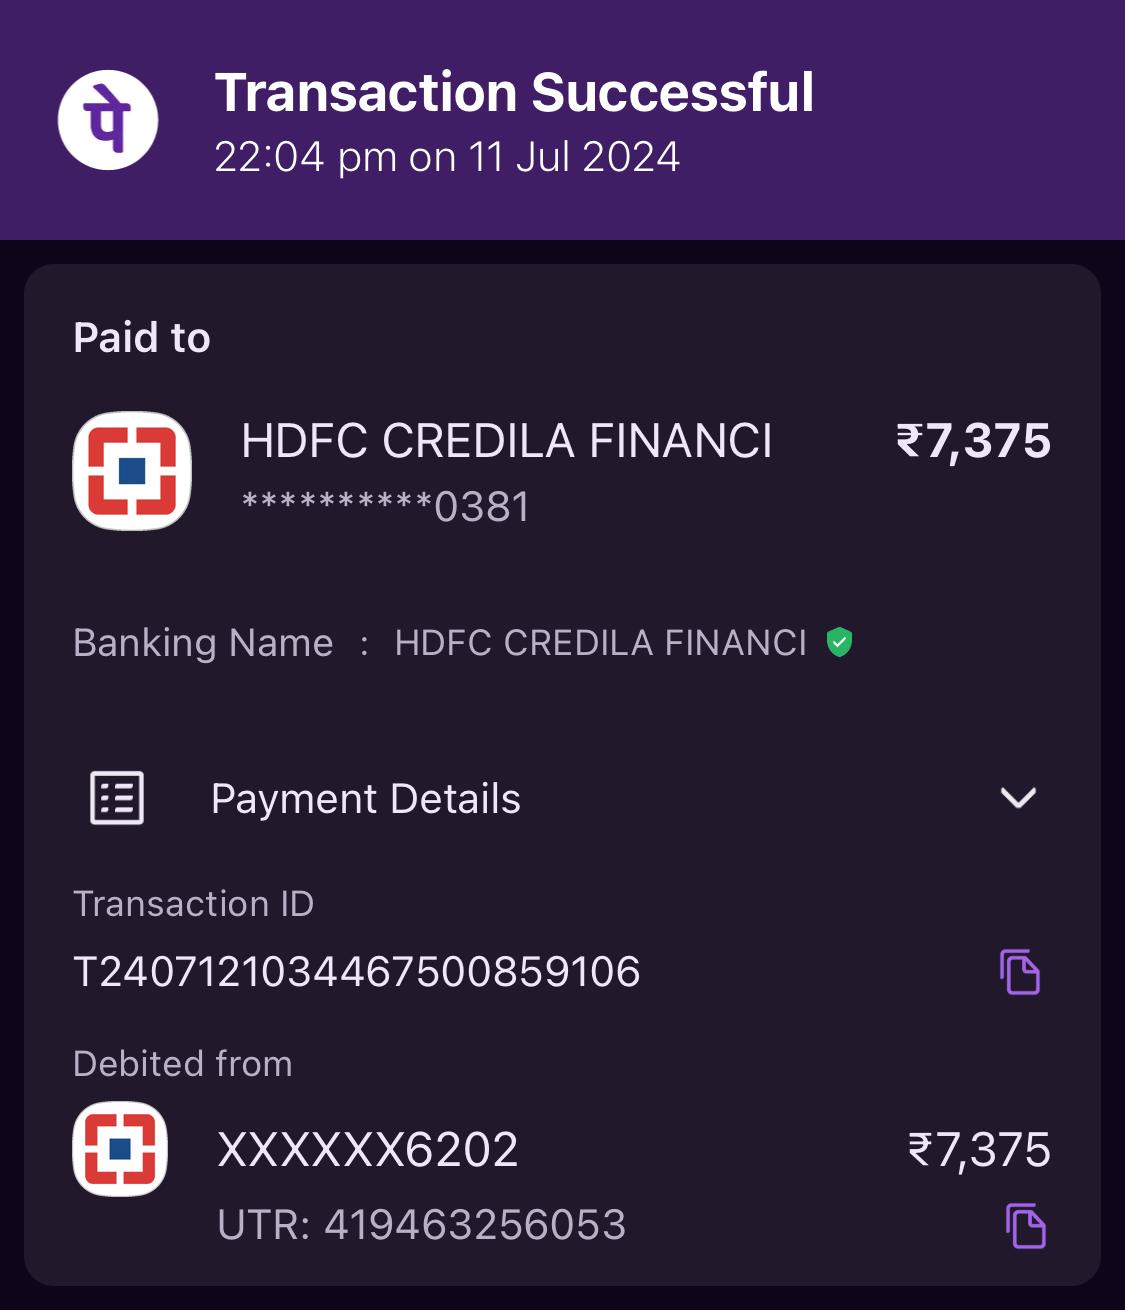 पे
Transaction Successful
22:04 pm on 11 Jul 2024
Paid to
HDFC CREDILA FINANCI ₹7,375
**********0381
Banking Name : HDFC CREDILA FINANCI
Payment Details
Transaction ID
T2407121034467500859106
Debited from
XXXXXX6202 ₹7,375
UTR: 419463256053